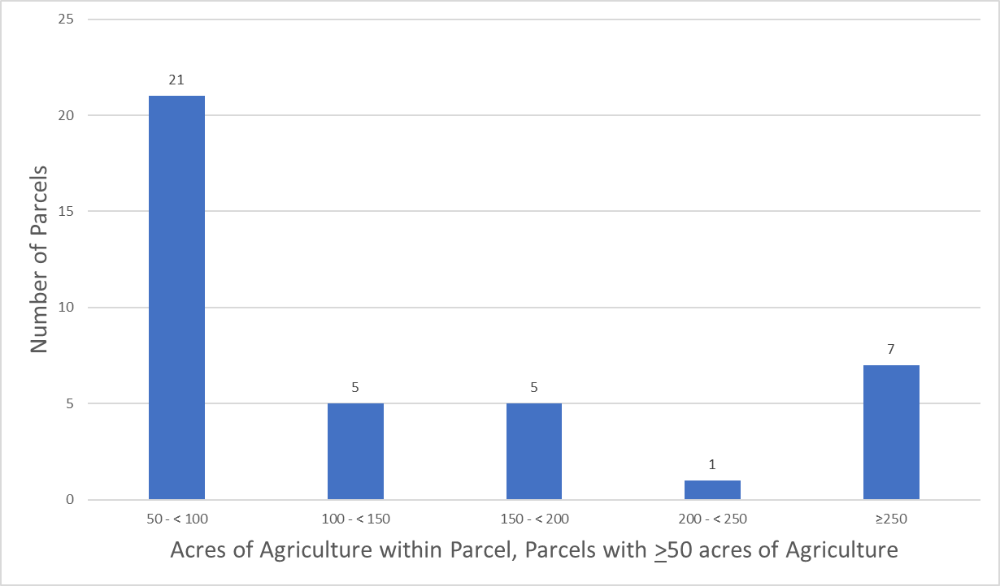 25
21
20
15
10
7
5
5
5
1
0
Number of Parcels
50 - < 100
100 - < 150
150 - < 200
200 - < 250
≥250
Acres of Agriculture within Parcel, Parcels with >50 acres of Agriculture